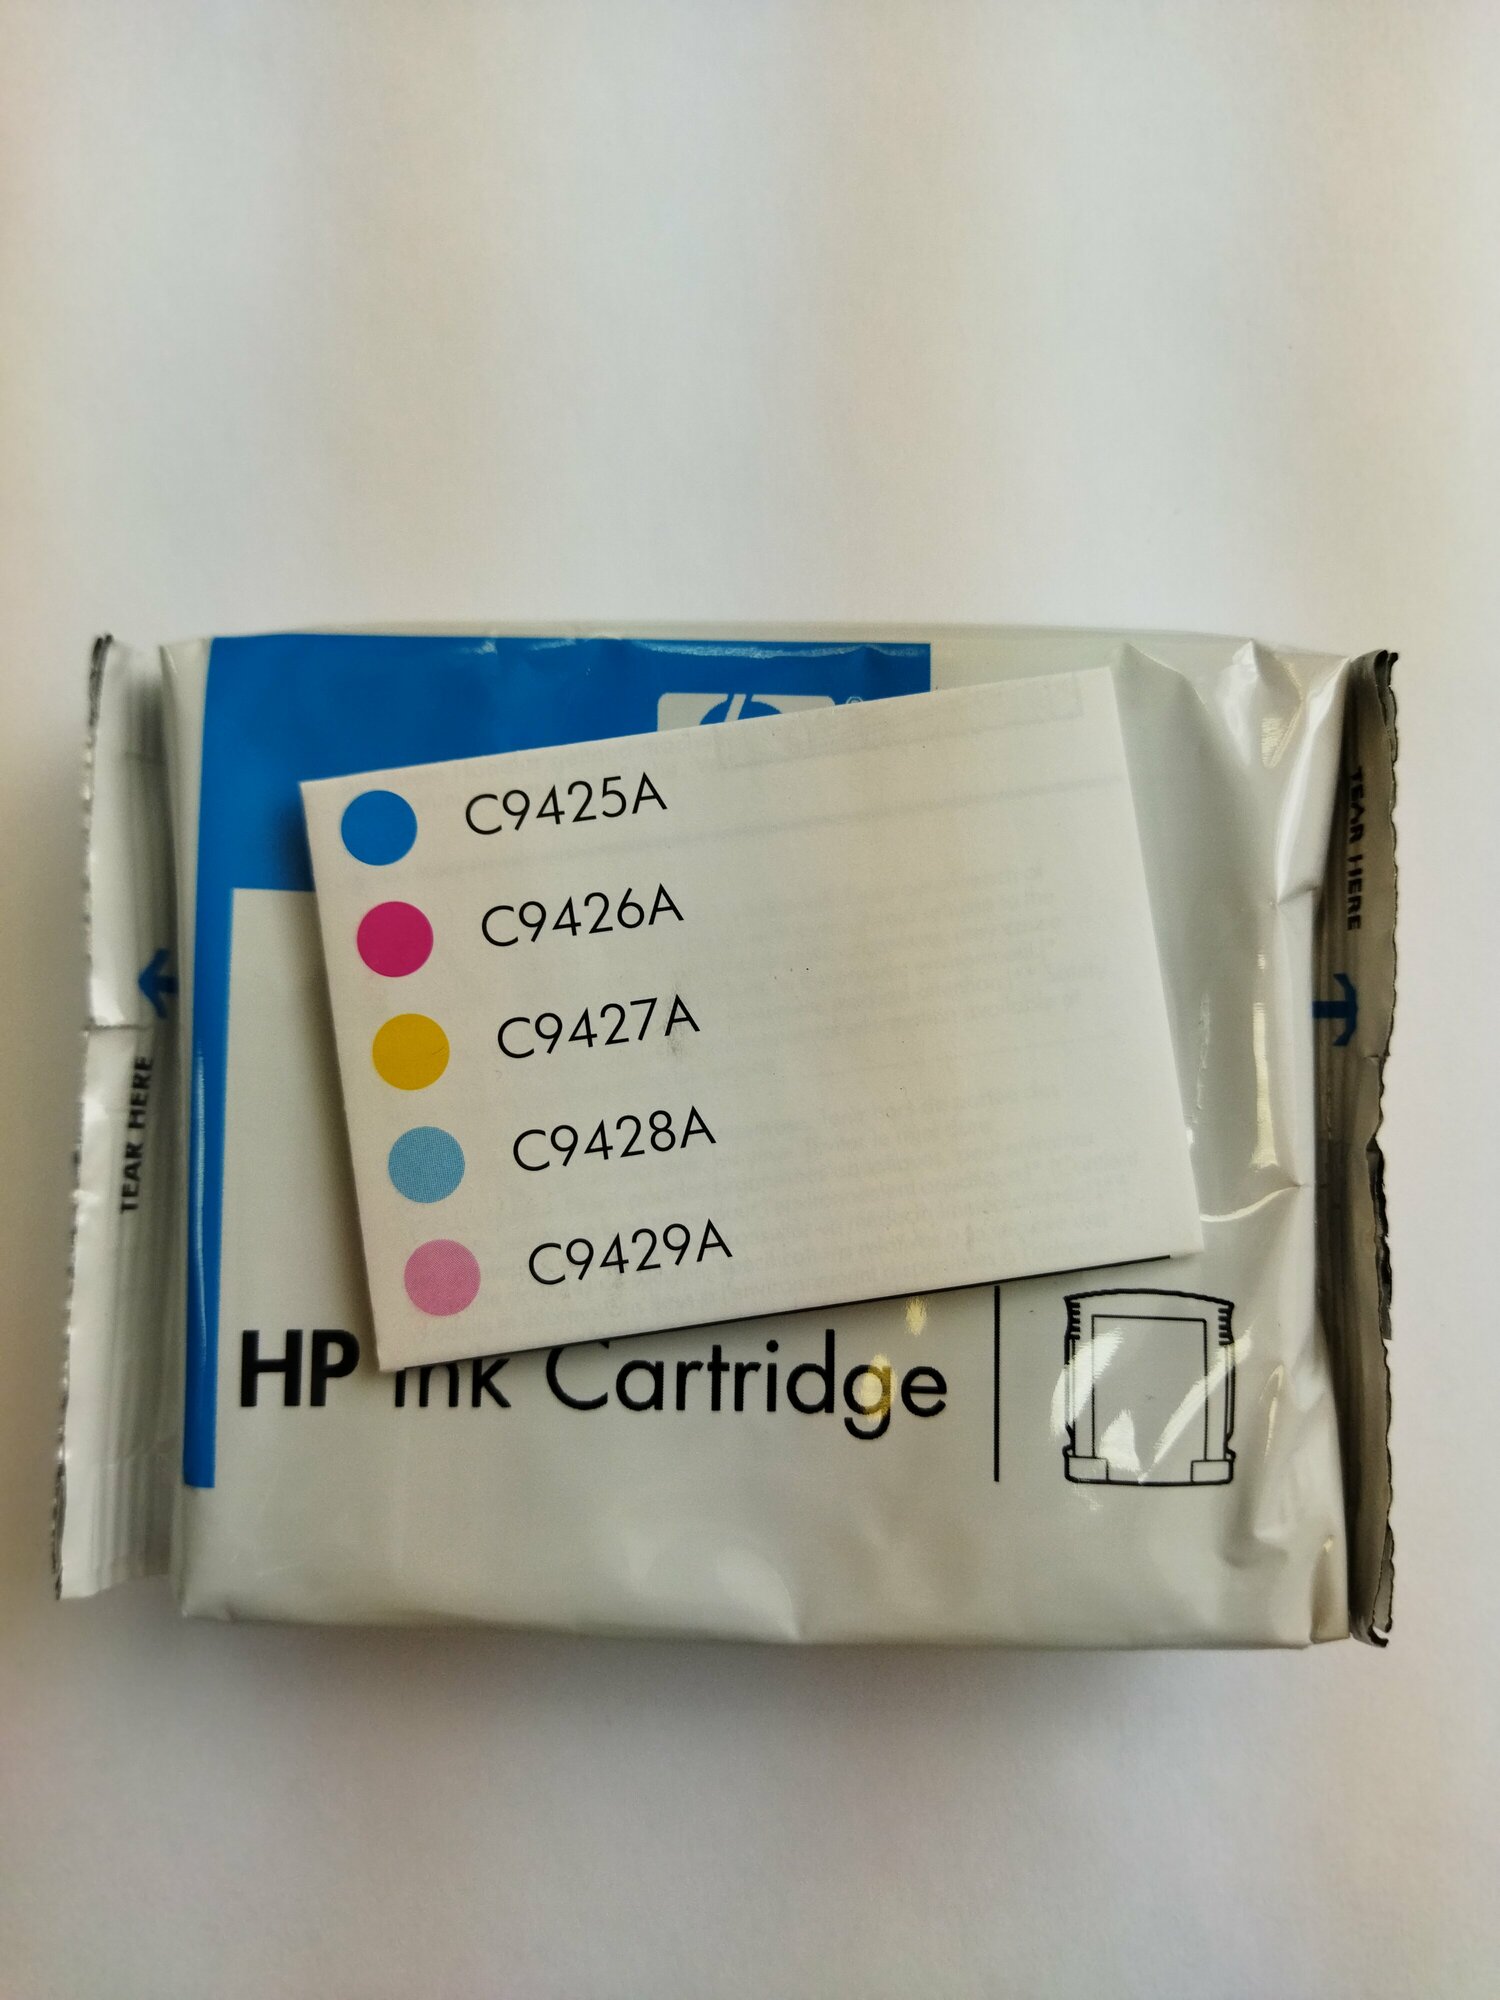 C9425A
C9426A
C9427A
C9428A
C9429A
HP Ink Cartridge
TEAR HERE
TEAR HERE